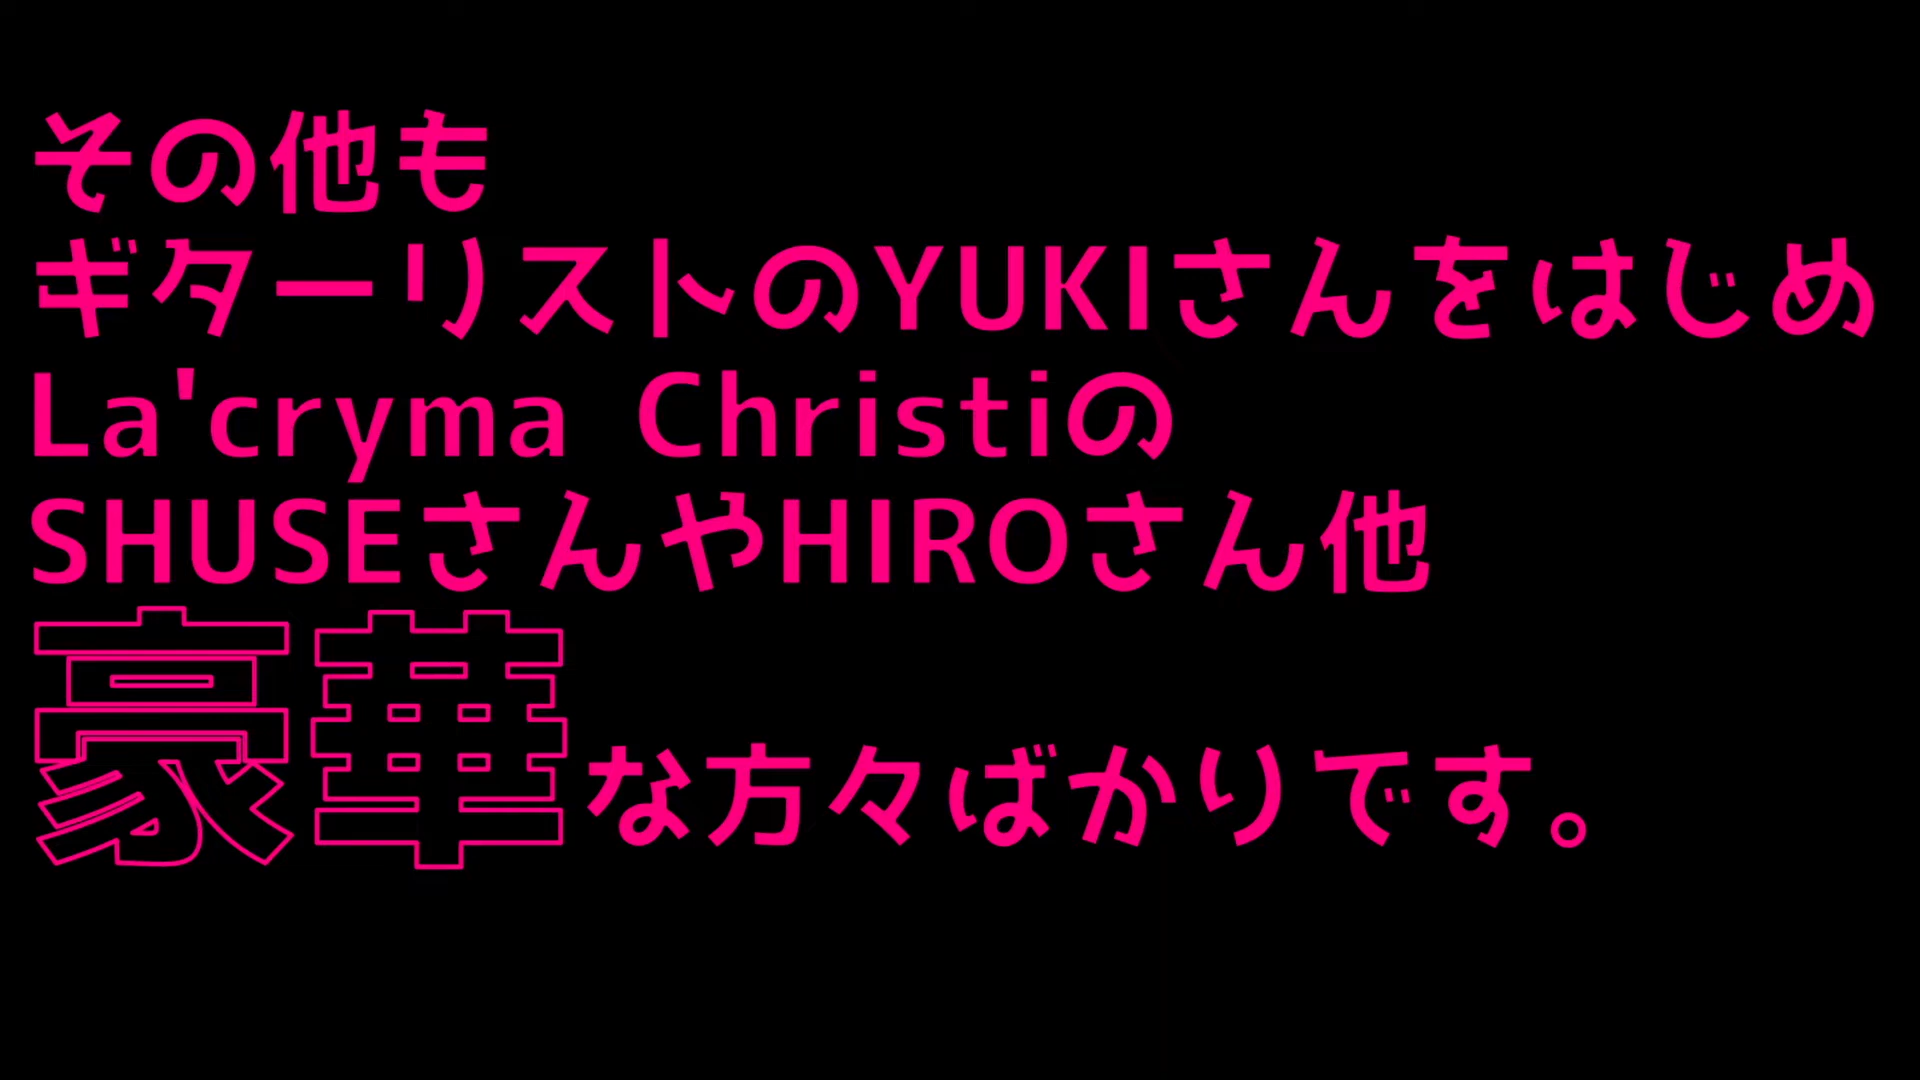 その他も
ギターリストのYUKIさんをはじめ
La'cryma Christiの
SHUSEさんやHIROさん他
豪華な方々ばかりです。